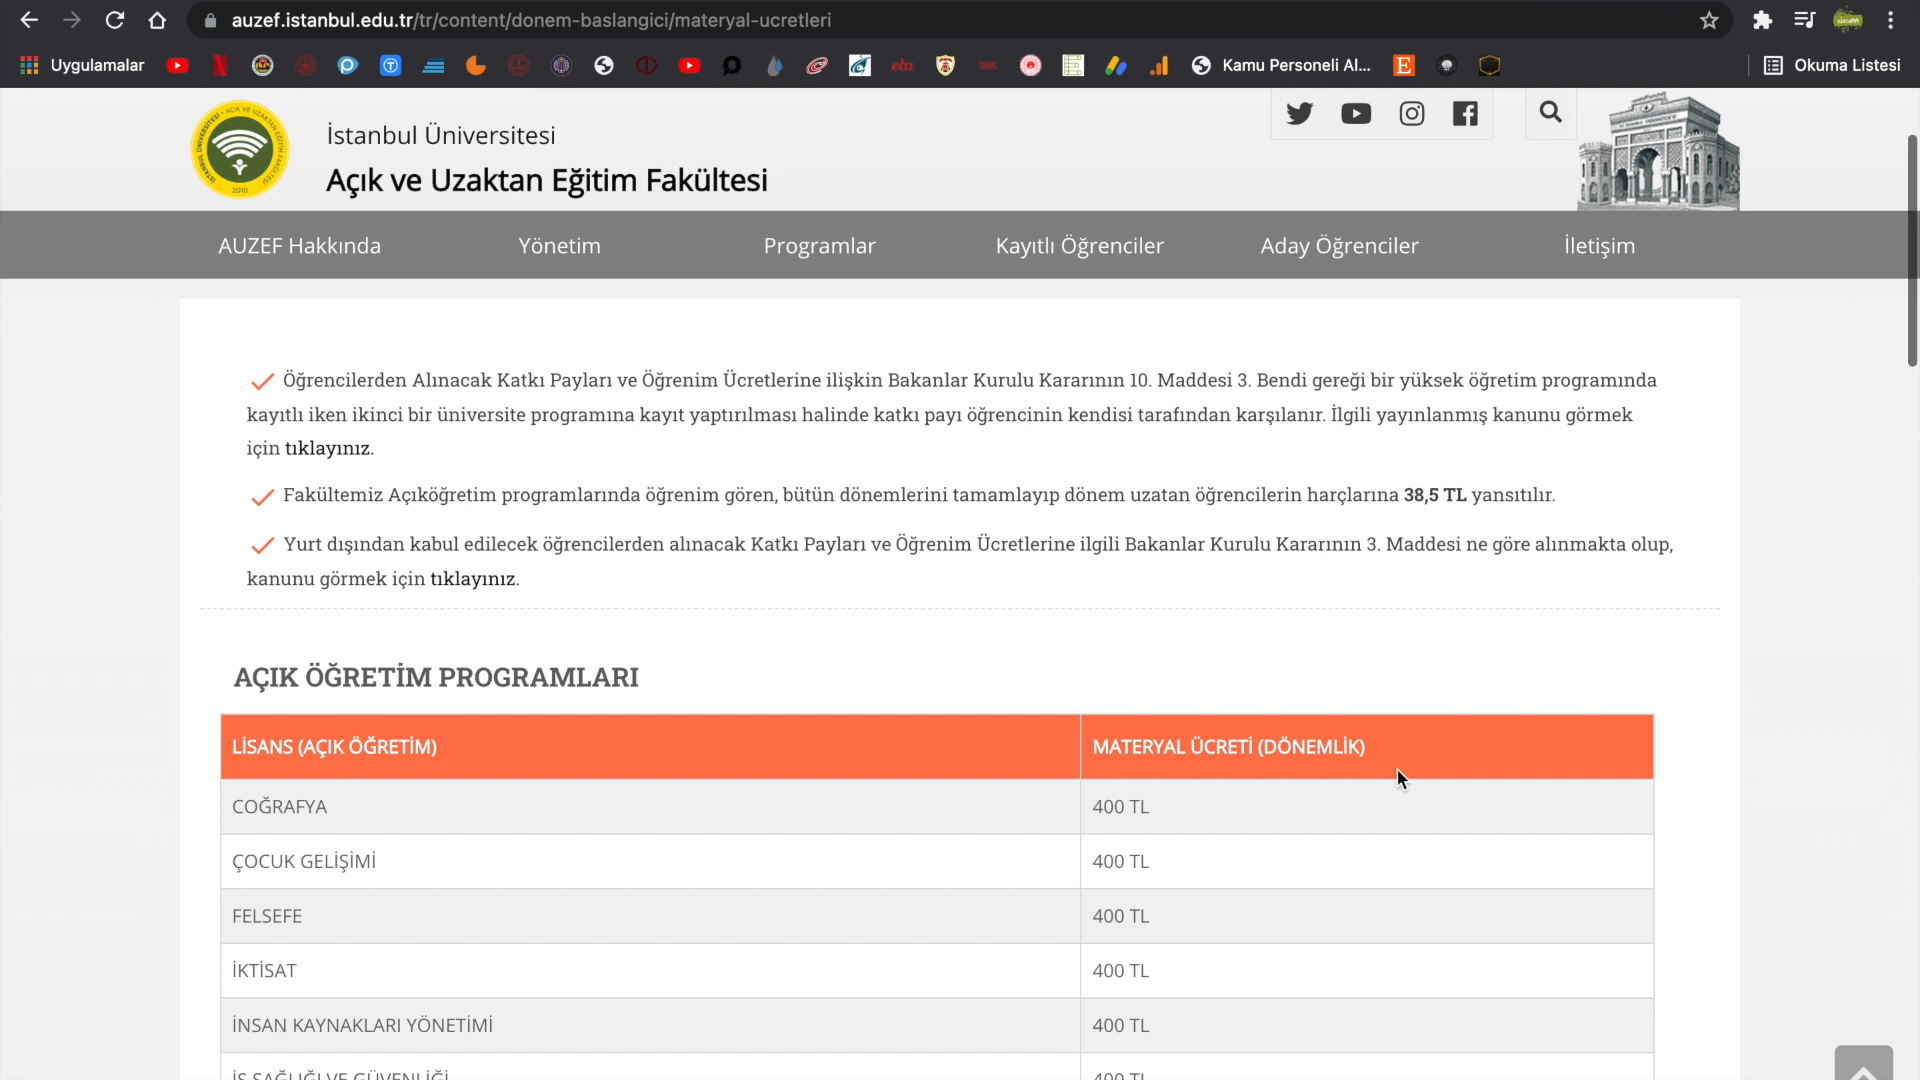 auzef.istanbul.edu.tr/tr/content/donem-baslangici/materyal-ucretleri
Uygulamalar
Kamu Personeli Al...
Okuma Listesi
İstanbul Üniversitesi
Açık ve Uzaktan Eğitim Fakültesi
AUZEF Hakkında Yönetim Programlar Kayıtlı Öğrenciler Aday Öğrenciler İletişim
Öğrencilerden Alınacak Katkı Payları ve Öğrenim Ücretlerine ilişkin Bakanlar Kurulu Kararının 10. Maddesi 3. Bendi gereği bir yüksek öğretim programında
kayıtlı iken ikinci bir üniversite programına kayıt yaptırılması halinde katkı payı öğrencinin kendisi tarafından karşılanır. İlgili yayınlanmış kanunu görmek
için tıklayınız.
Fakültemiz Açıköğretim programlarında öğrenim gören, bütün dönemlerini tamamlayıp dönem uzatan öğrencilerin harçlarına 38,5 TL yansıtılır.
Yurt dışından kabul edilecek öğrencilerden alınacak Katkı Payları ve Öğrenim Ücretlerine ilgili Bakanlar Kurulu Kararının 3. Maddesi ne göre alınmakta olup,
kanunu görmek için tıklayınız.
AÇIK ÖĞRETİM PROGRAMLARI
LİSANS (AÇIK ÖĞRETİM) MATERYAL ÜCRETİ (DÖNEMLİK)
COĞRAFYA 400 TL
ÇOCUK GELİŞİMİ 400 TL
FELSEFE 400 TL
İKTİSAT 400 TL
İNSAN KAYNAKLARI YÖNETİMİ 400 TL
İŞ SAĞLIĞI VE GÜVENLİĞİ 400 TL